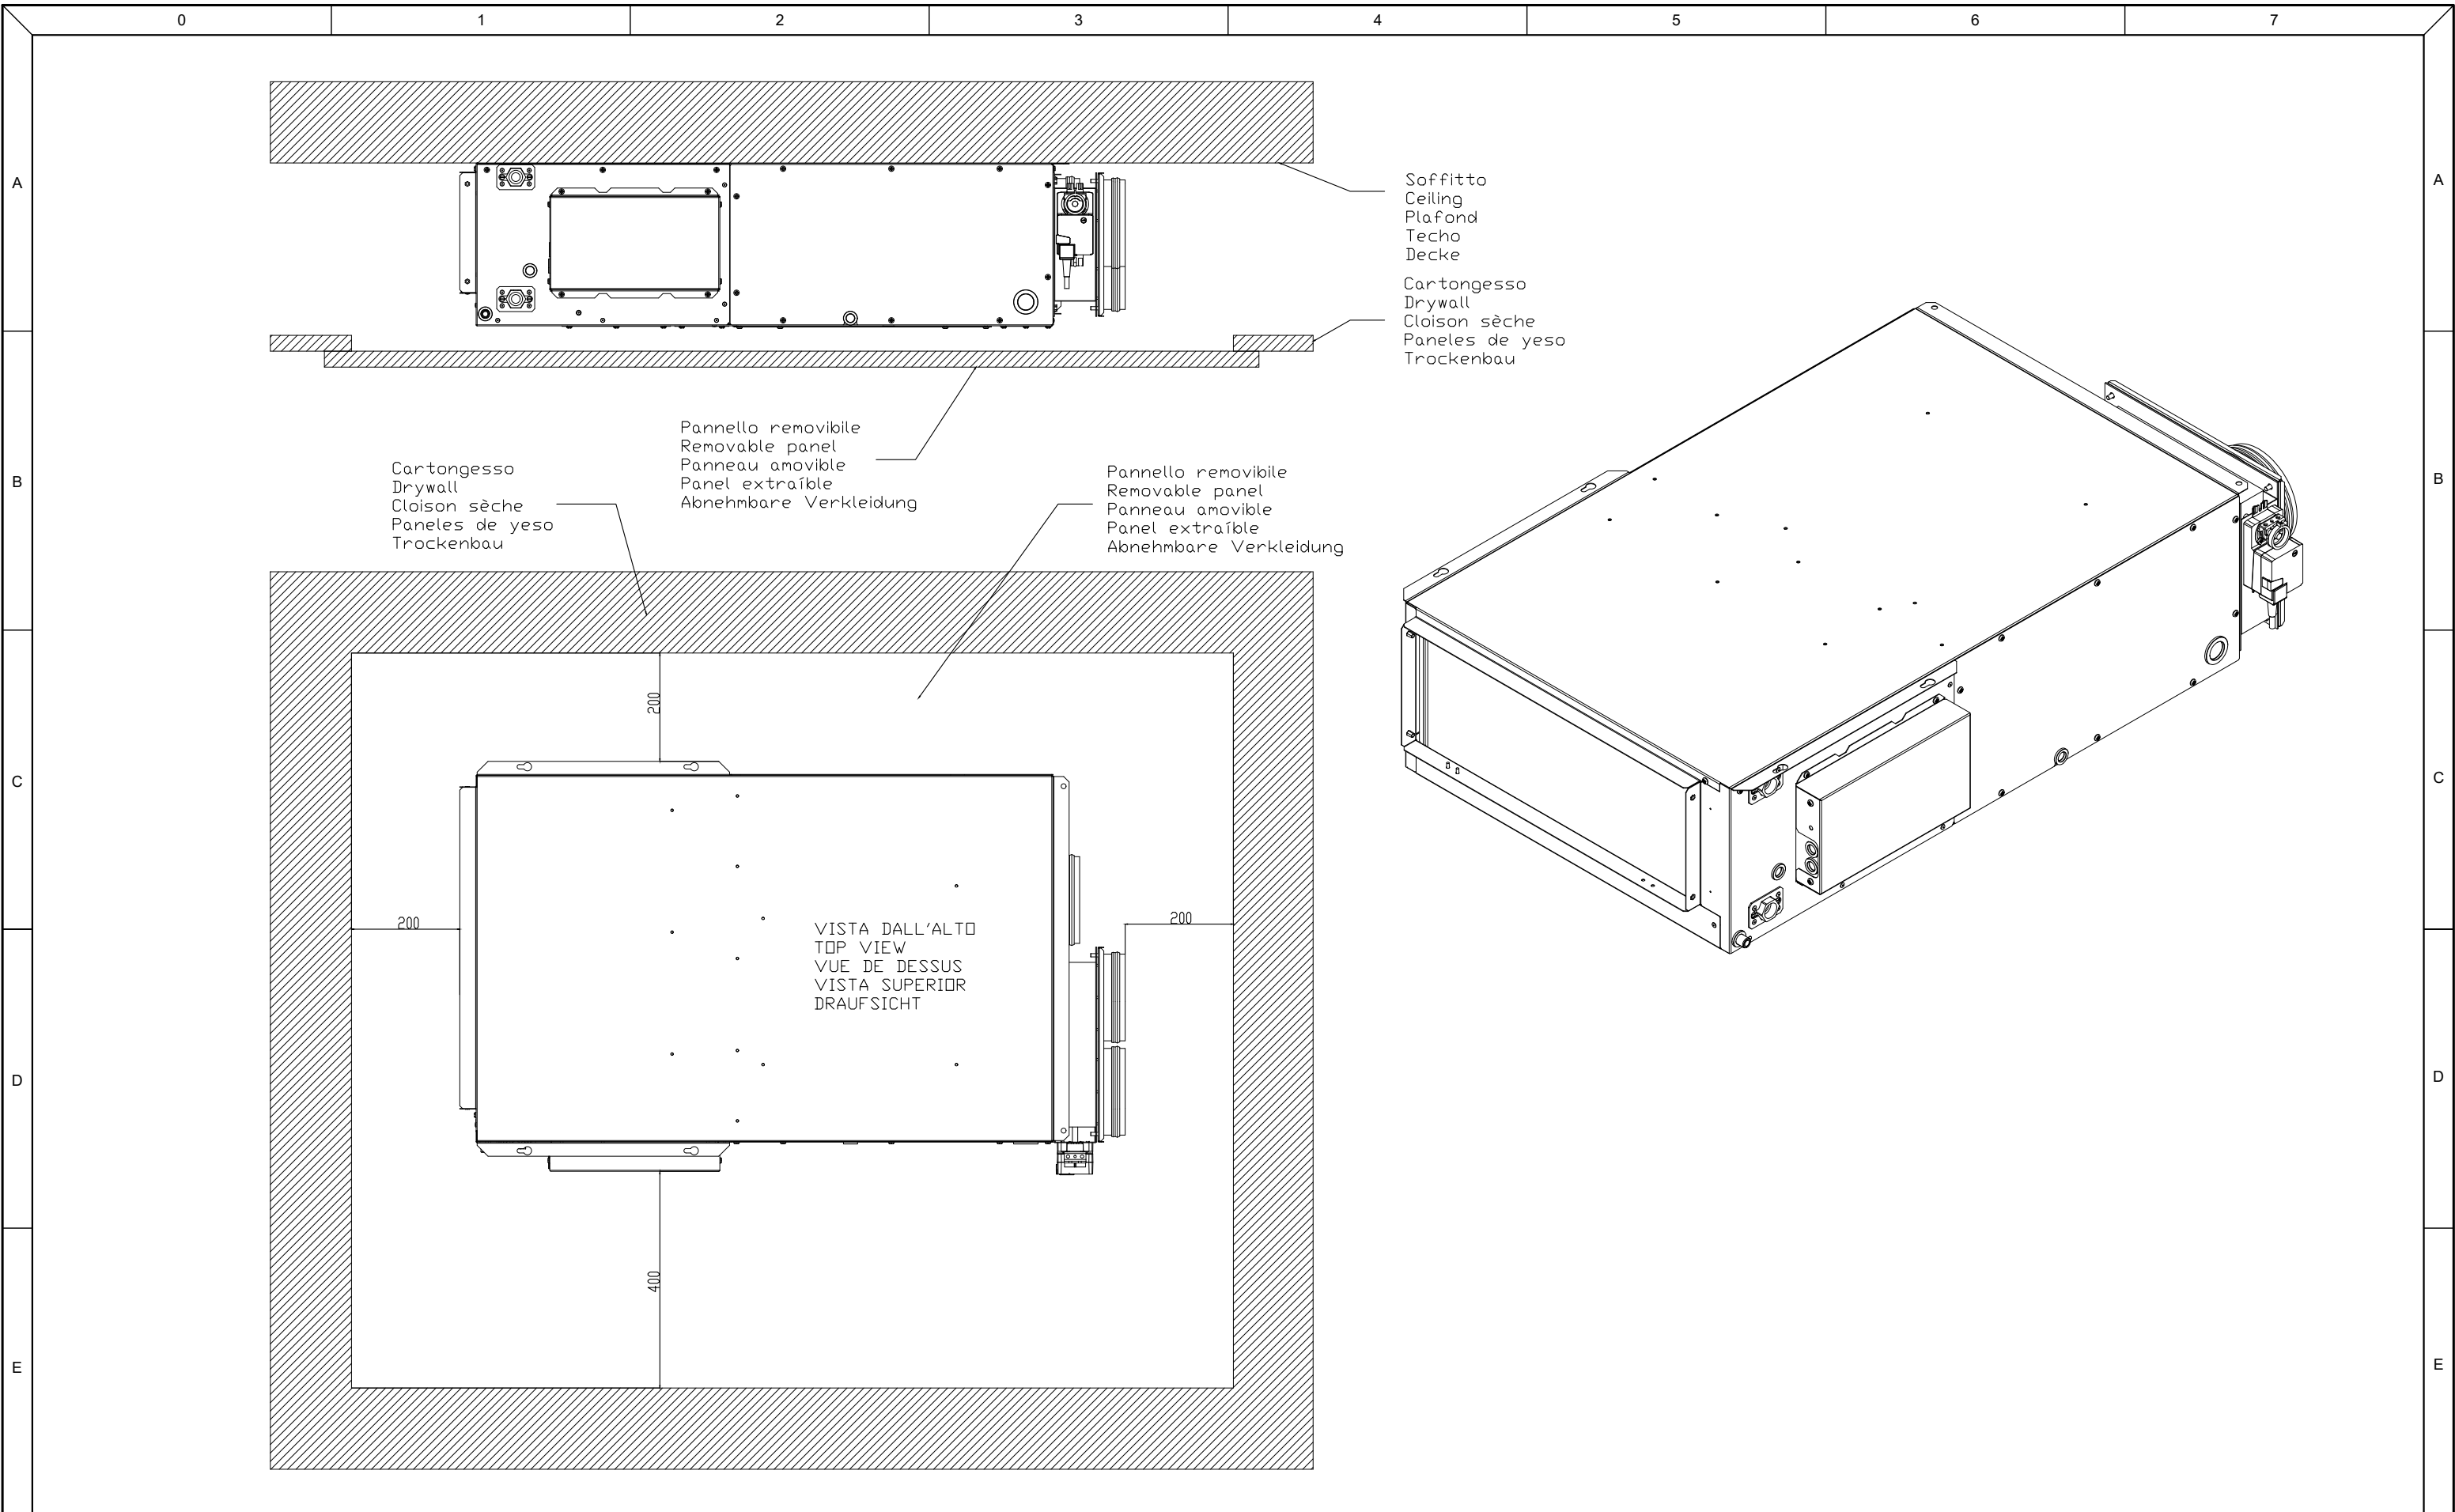 0 1 2 3 4 5 6 7
A
A
Soffitto
Ceiling
Plafond
Techo
Decke
Cartongesso
Drywall
Cloison sèche
Paneles de yeso
Trockenbau
Pannello removibile
Removable panel
Panneau amovible
Panel extraíble
Abnehmbare Verkleidung
B
B
Cartongesso
Drywall
Cloison sèche
Paneles de yeso
Trockenbau
Pannello removibile
Removable panel
Panneau amovible
Panel extraíble
Abnehmbare Verkleidung
200
C
C
200
200
VISTA DALL'ALTO
TOP VIEW
VUE DE DESSUS
VISTA SUPERIOR
DRAUFSICHT
D
D
400
E
E